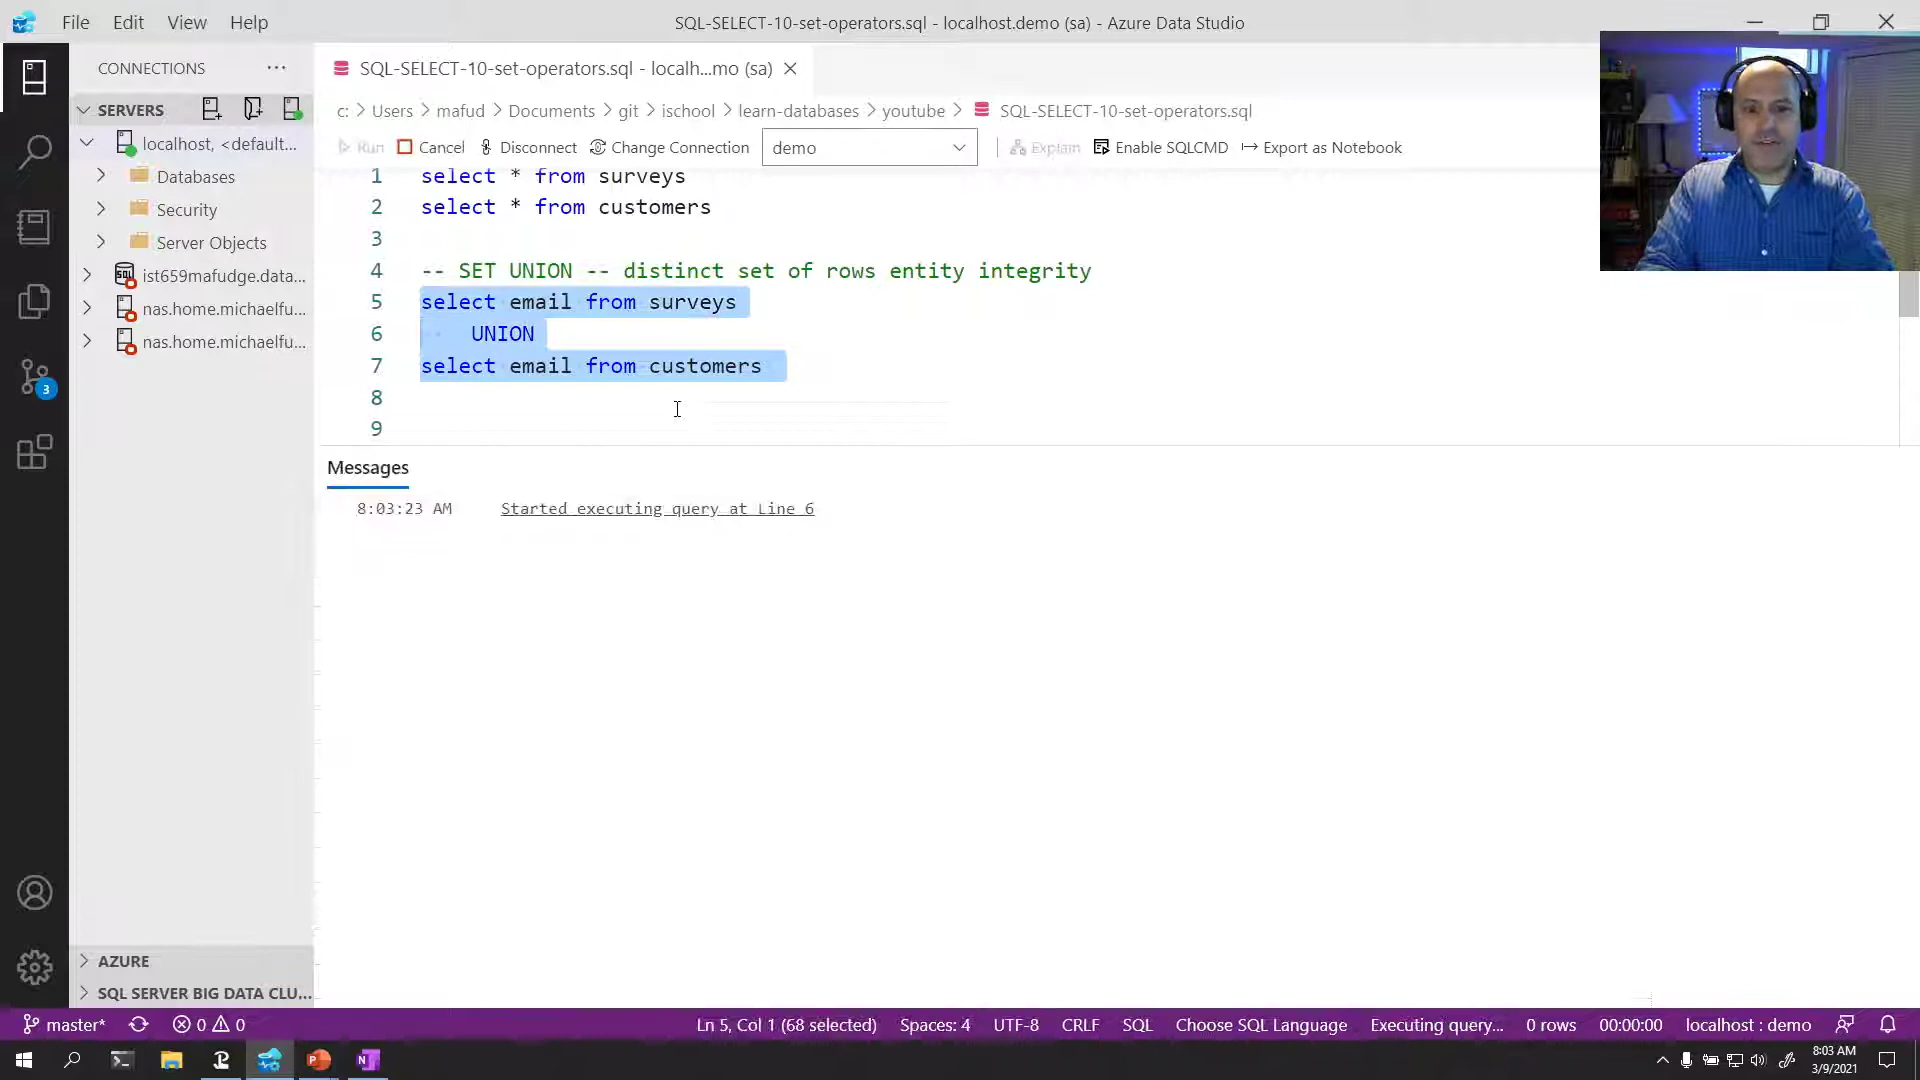 File Edit View Help
SQL-SELECT-10-set-operators.sql - localhost.demo (sa) - Azure Data Studio
CONNECTIONS
SQL-SELECT-10-set-operators.sql - localh...mo (sa)
SERVERS
c: > Users > mafud > Documents > git > ischool > learn-databases > youtube > SQL-SELECT-10-set-operators.sql
localhost, <default...
Run Cancel Disconnect Change Connection demo Explain Enable SQLCMD Export as Notebook
Databases
Security
Server Objects
ist659mafudge.data...
nas.home.michaelfu...
nas.home.michaelfu...
3
1 select * from surveys
2 select * from customers
3
4 -- SET UNION -- distinct set of rows entity integrity
5 select email from surveys
6 UNION
7 select email from customers
8
9
Messages
8:03:23 AM Started executing query at Line 6
AZURE
SQL SERVER BIG DATA CLU...
master* 0 0 Ln 5, Col 1 (68 selected) Spaces: 4 UTF-8 CRLF SQL Choose SQL Language Executing query... 0 rows 00:00:00 localhost : demo
8:03 AM
3/9/2021